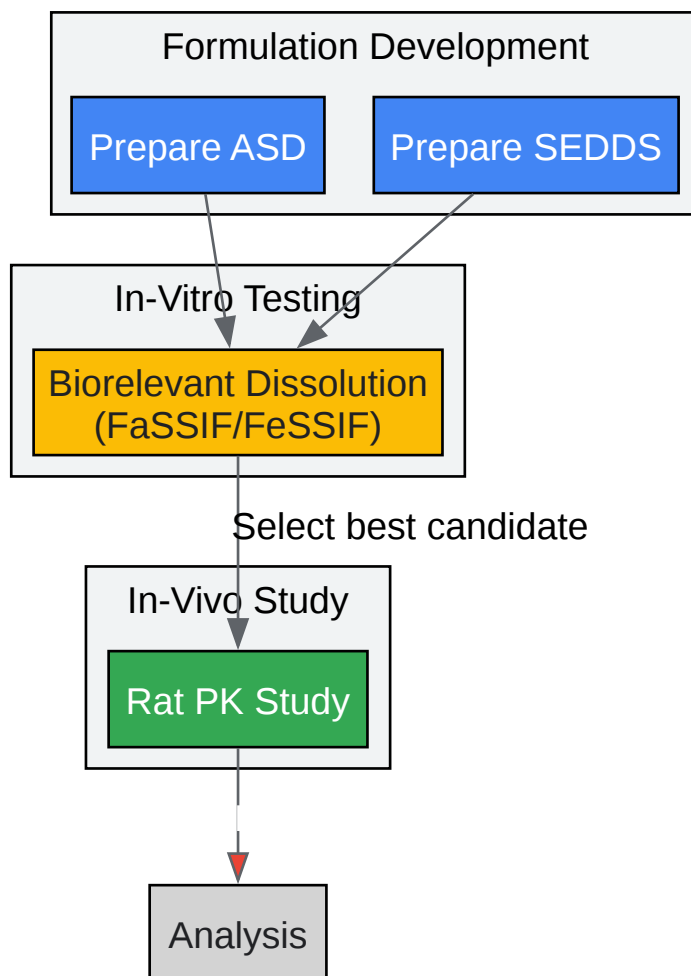 Formulation Development
Prepare ASD
Prepare SEDDS
In-Vitro Testing
Biorelevant Dissolution
(FaSSIF/FeSSIF)
Select best candidate
In-Vivo Study
Rat PK Study
Analysis